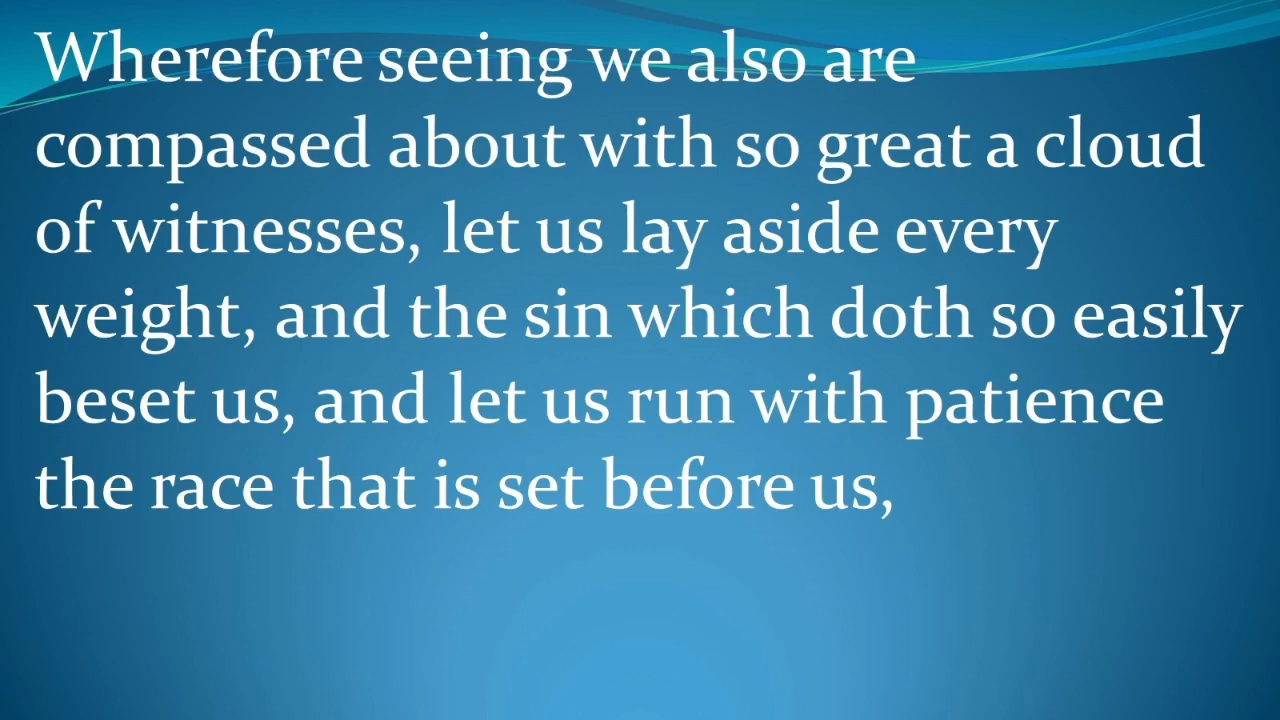 Wherefore seeing we also are
compassed about with so great a cloud
of witnesses, let us lay aside every
weight, and the sin which doth so easily
beset us, and let us run with patience
the race that is set before us,